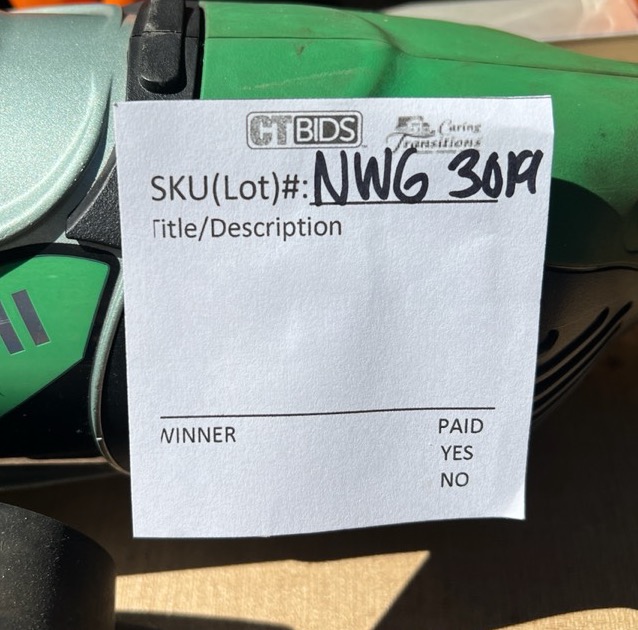 CTBIDS
Caring Transitions
SKU(Lot)#: NWG 3019
Title/Description
WINNER
PAID
YES
NO